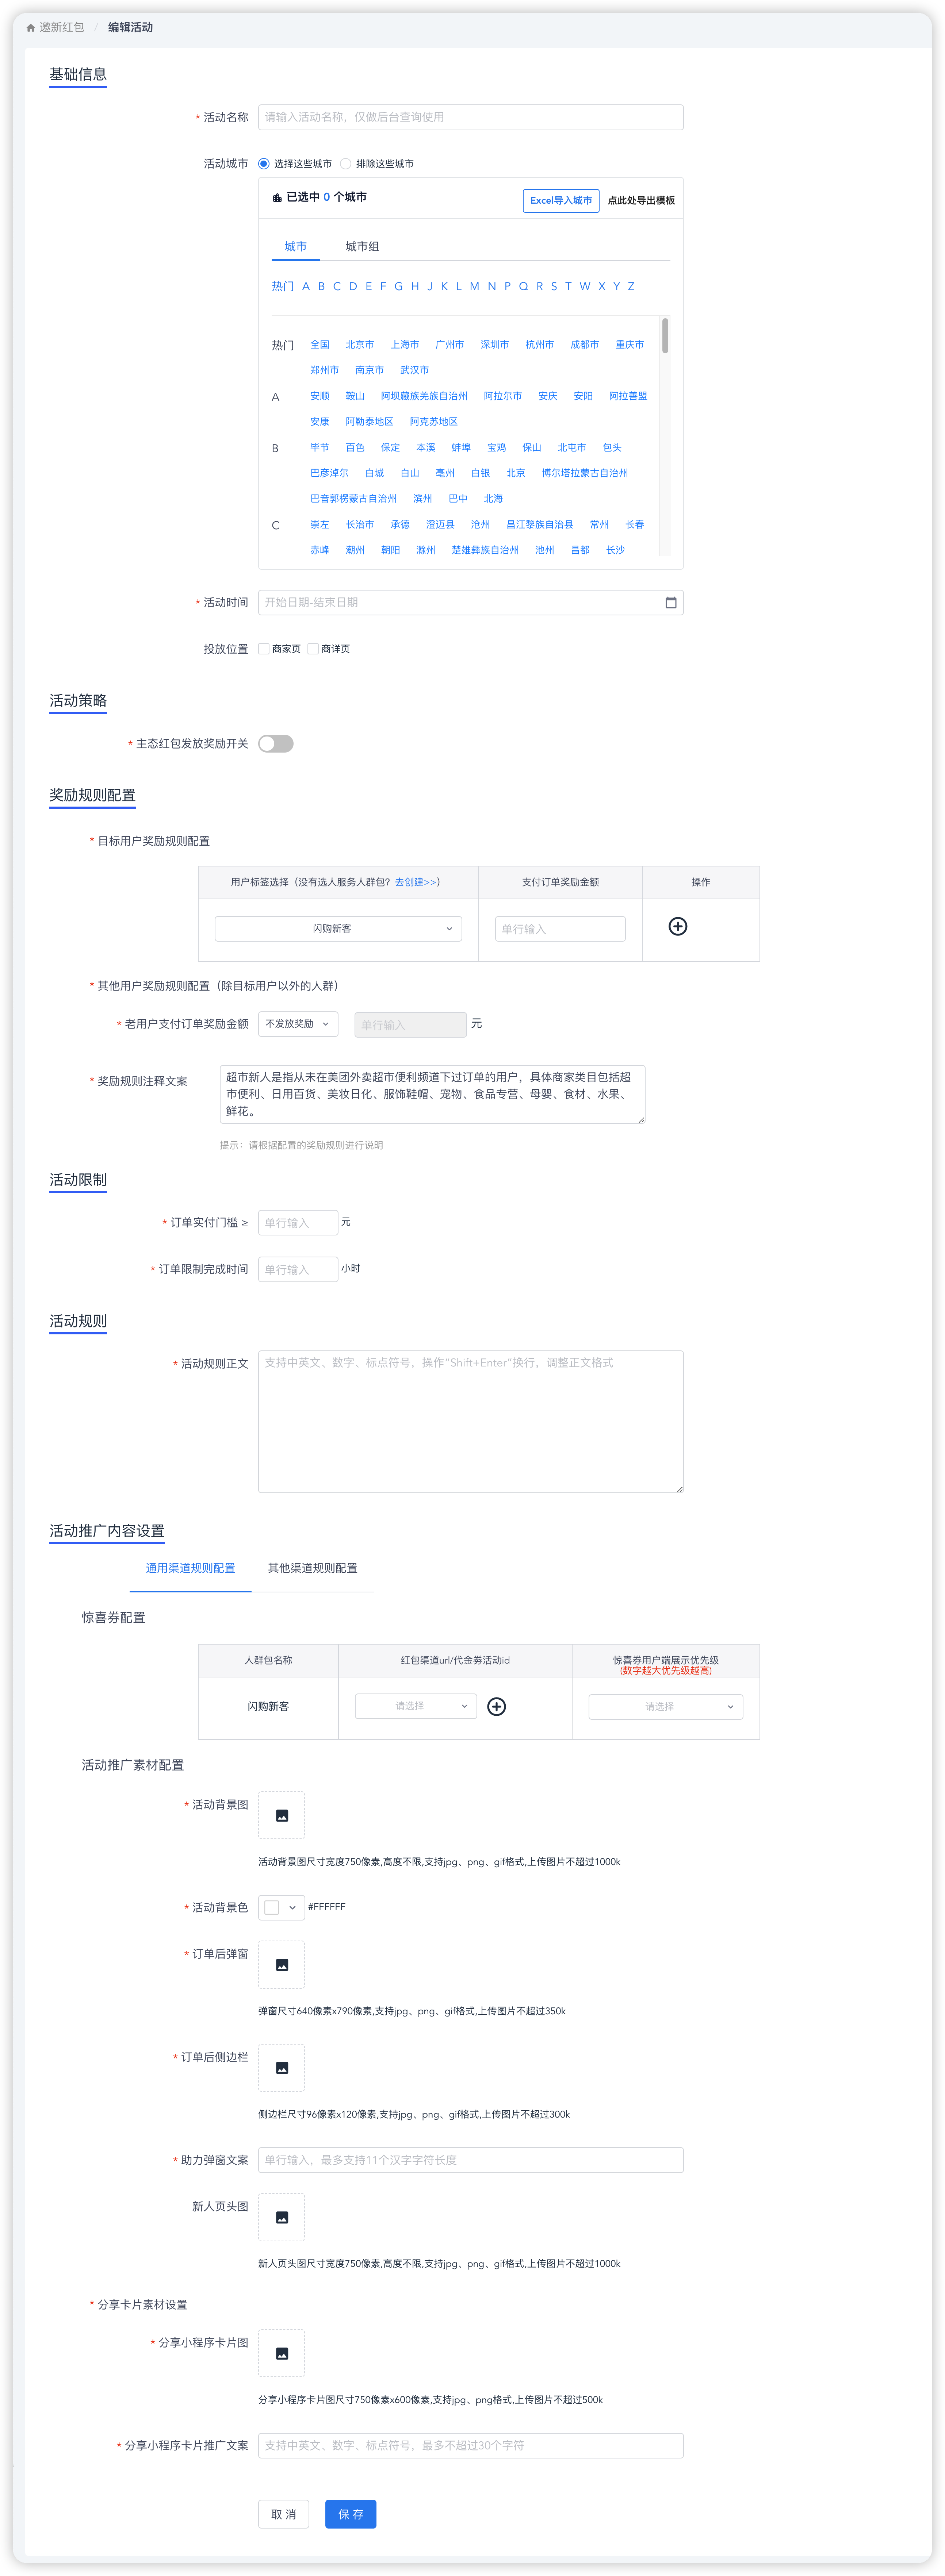 邀新红包 / 编辑活动
基础信息
* 活动名称 请输入活动名称，仅做后台查询使用
活动城市 选择这些城市 排除这些城市
已选中 0 个城市 Excel导入城市 点此处导出模板
城市 城市组
热门 A B C D E F G H J K L M N P Q R S T W X Y Z
热门 全国 北京市 上海市 广州市 深圳市 杭州市 成都市 重庆市
郑州市 南京市 武汉市
A 安顺 鞍山 阿坝藏族羌族自治州 阿拉尔市 安庆 安阳 阿拉善盟
安康 阿勒泰地区 阿克苏地区
B 毕节 百色 保定 本溪 蚌埠 宝鸡 保山 北屯市 包头
巴彦淖尔 白城 白山 亳州 白银 北京 博尔塔拉蒙古自治州
巴音郭楞蒙古自治州 滨州 巴中 北海
C 崇左 长治市 承德 澄迈县 沧州 昌江黎族自治县 常州 长春
赤峰 潮州 朝阳 滁州 楚雄彝族自治州 池州 昌都 长沙
* 活动时间 开始日期-结束日期
投放位置 商家页 商详页
活动策略
* 主态红包发放奖励开关
奖励规则配置
* 目标用户奖励规则配置
用户标签选择（没有选人服务人群包？去创建>>） 支付订单奖励金额 操作
闪购新客 单行输入
* 其他用户奖励规则配置（除目标用户以外的人群）
* 老用户支付订单奖励金额 不发放奖励 单行输入 元
* 奖励规则注释文案 超市新人是指从未在美团外卖超市便利频道下过订单的用户，具体商家类目包括超
市便利、日用百货、美妆日化、服饰鞋帽、宠物、食品专营、母婴、食材、水果、
鲜花。
提示：请根据配置的奖励规则进行说明
活动限制
* 订单实付门槛 ≥ 单行输入 元
* 订单限制完成时间 单行输入 小时
活动规则
* 活动规则正文 支持中英文、数字、标点符号，操作“Shift+Enter”换行，调整正文格式
活动推广内容设置
通用渠道规则配置 其他渠道规则配置
惊喜券配置
人群包名称 红包渠道url/代金券活动id 惊喜券用户端展示优先级
(数字越大优先级越高)
闪购新客 请选择 请选择
活动推广素材配置
* 活动背景图
活动背景图尺寸宽度750像素,高度不限,支持jpg、png、gif格式,上传图片不超过1000k
* 活动背景色 #FFFFFF
* 订单后弹窗
弹窗尺寸640像素x790像素,支持jpg、png、gif格式,上传图片不超过350k
* 订单后侧边栏
侧边栏尺寸96像素x120像素,支持jpg、png、gif格式,上传图片不超过300k
* 助力弹窗文案 单行输入，最多支持11个汉字字符长度
新人页头图
新人页头图尺寸宽度750像素,高度不限,支持jpg、png、gif格式,上传图片不超过1000k
* 分享卡片素材设置
* 分享小程序卡片图
分享小程序卡片图尺寸750像素x600像素,支持jpg、png格式,上传图片不超过500k
* 分享小程序卡片推广文案 支持中英文、数字、标点符号，最多不超过30个字符
取 消 保 存